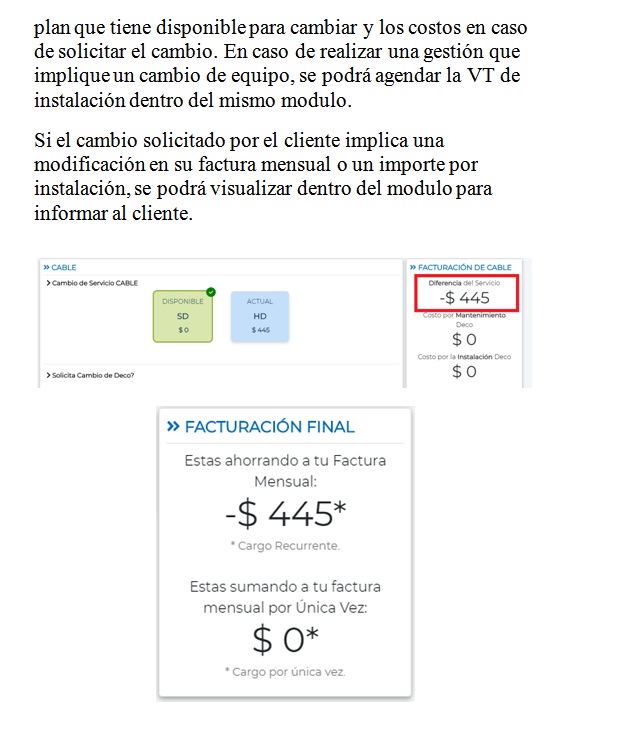 plan que tiene disponible para cambiar y los costos en caso
de solicitar el cambio. En caso de realizar una gestión que
implique un cambio de equipo, se podrá agendar la VT de
instalación dentro del mismo modulo.
Si el cambio solicitado por el cliente implica una
modificación en su factura mensual o un importe por
instalación, se podrá visualizar dentro del modulo para
informar al cliente.
» CABLE
> Cambio de Servicio CABLE
DISPONIBLE
SD
$ 0
ACTUAL
HD
$ 445
> Solicita Cambio de Deco?
» FACTURACIÓN DE CABLE
Diferencia del Servicio
-$ 445
Costo por Mantenimiento
Deco
$ 0
Costo por la Instalación Deco
$ 0
» FACTURACIÓN FINAL
Estas ahorrando a tu Factura
Mensual:
-$ 445*
* Cargo Recurrente.
Estas sumando a tu factura
mensual por Única Vez:
$ 0*
* Cargo por única vez.